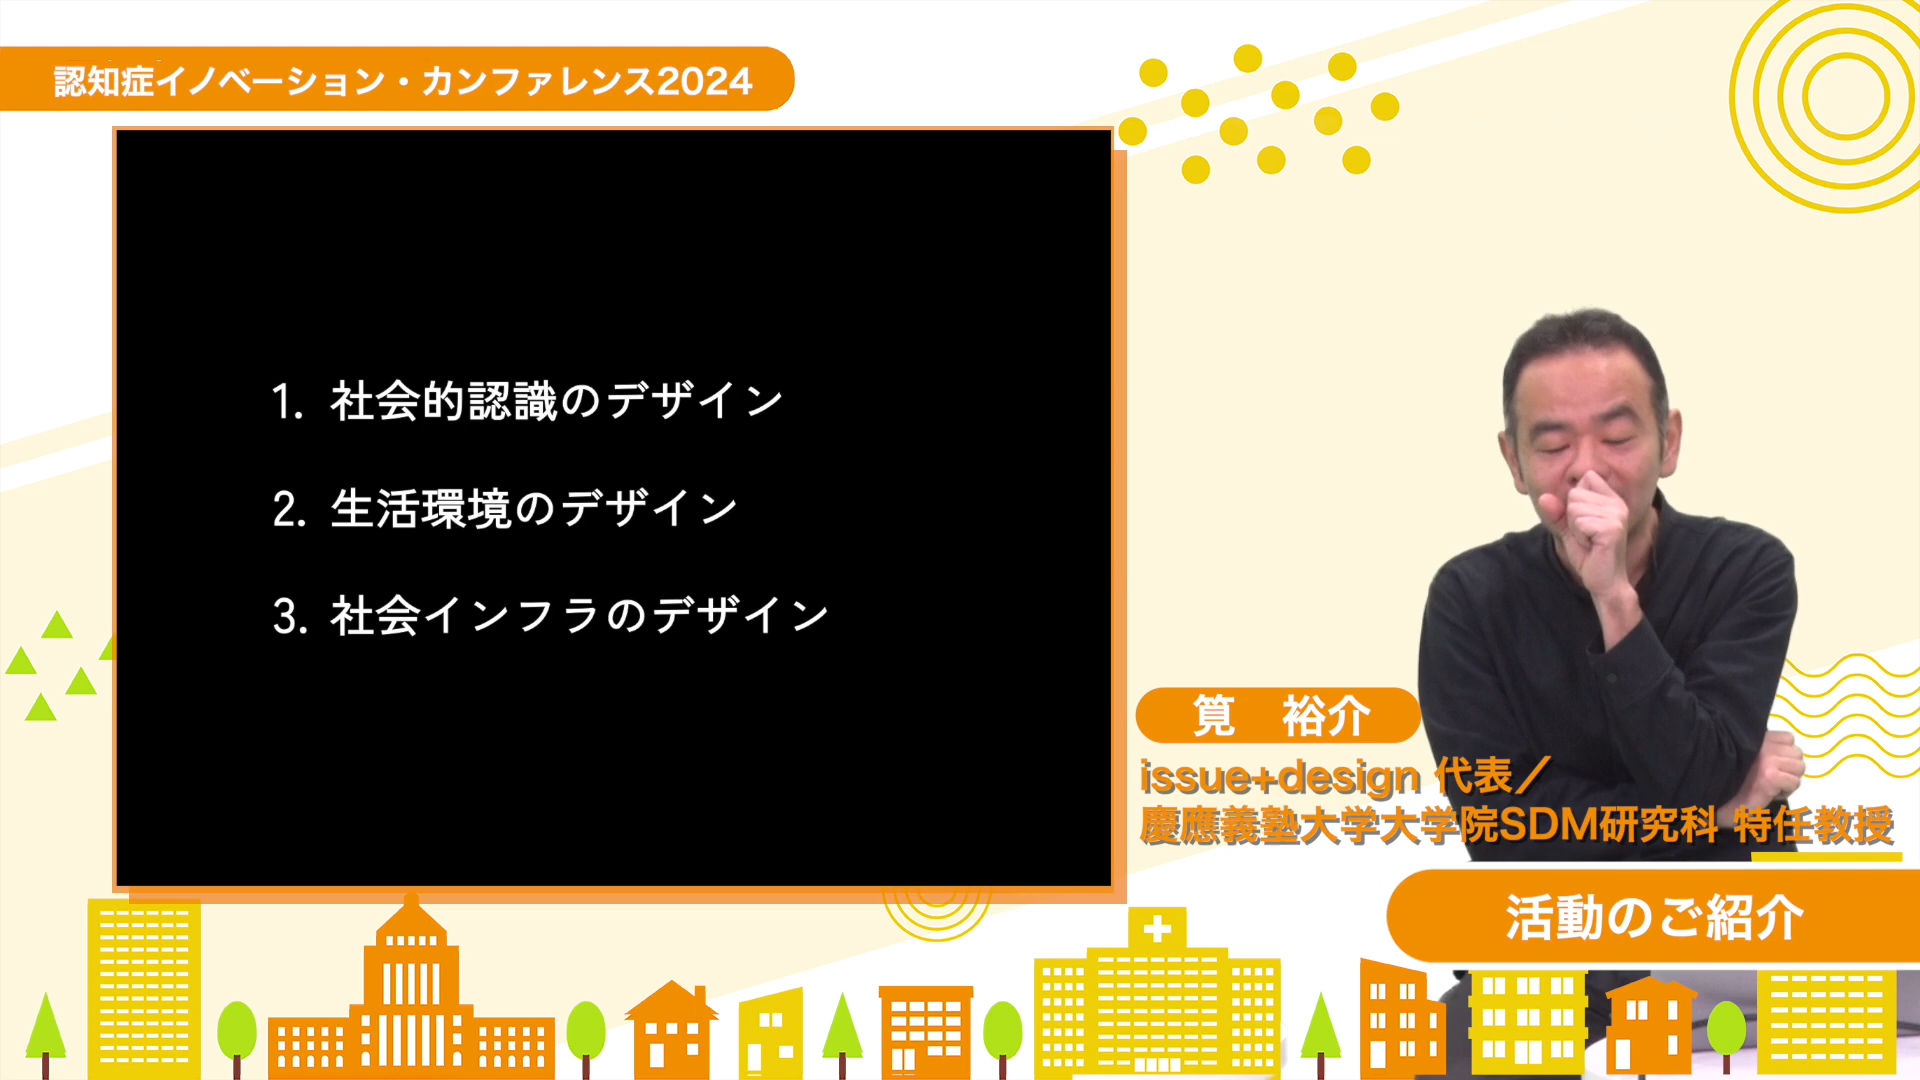 認知症イノベーション・カンファレンス2024
1. 社会的認識のデザイン
2. 生活環境のデザイン
3. 社会インフラのデザイン
筧 裕介
issue+design 代表／
慶應義塾大学大学院SDM研究科 特任教授
活動のご紹介